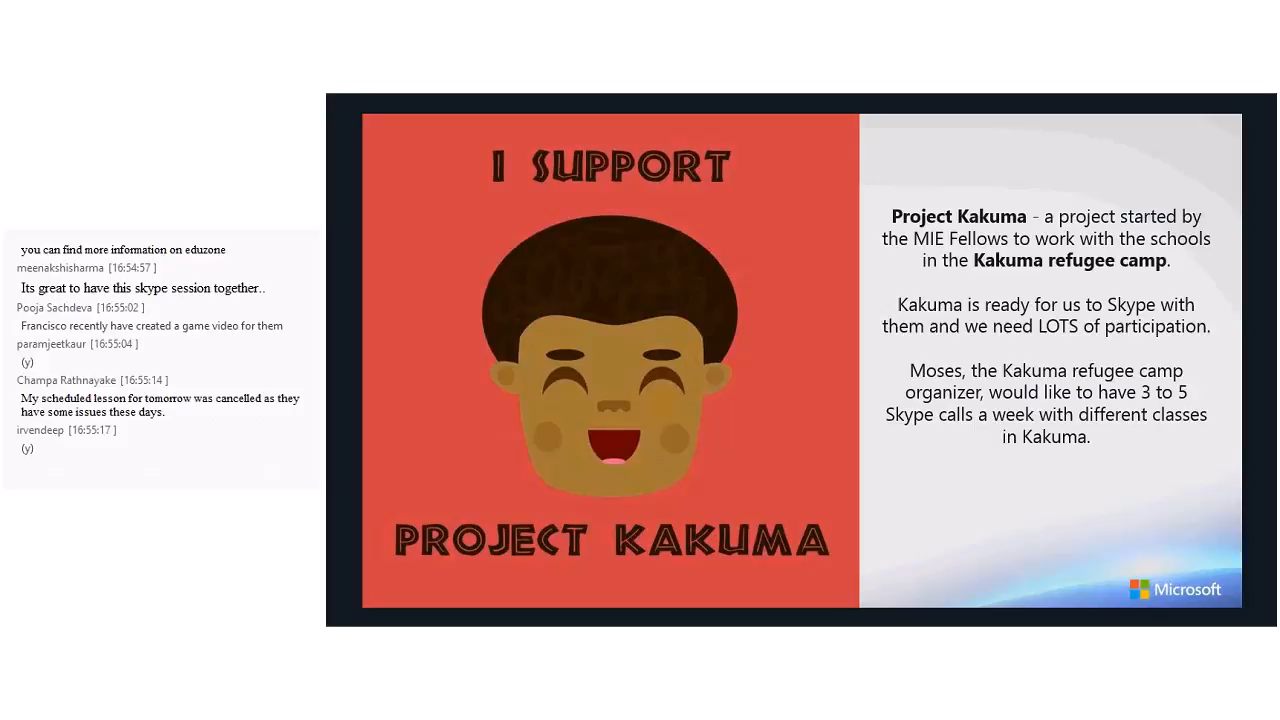 you can find more information on eduzone
meenakshisharma [16:54:57 ]
Its great to have this skype session together..
Pooja Sachdeva [16:55:02 ]
Francisco recently have created a game video for them
paramjeetkaur [16:55:04 ]
(y)
Champa Rathnayake [16:55:14 ]
My scheduled lesson for tomorrow was cancelled as they
have some issues these days.
irvendeep [16:55:17 ]
(y)
I SUPPORT
PROJECT KAKUMA
Project Kakuma - a project started by
the MIE Fellows to work with the schools
in the Kakuma refugee camp.
Kakuma is ready for us to Skype with
them and we need LOTS of participation.
Moses, the Kakuma refugee camp
organizer, would like to have 3 to 5
Skype calls a week with different classes
in Kakuma.
Microsoft